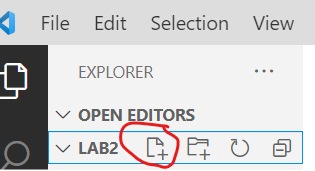 File Edit Selection View
EXPLORER
OPEN EDITORS
LAB2